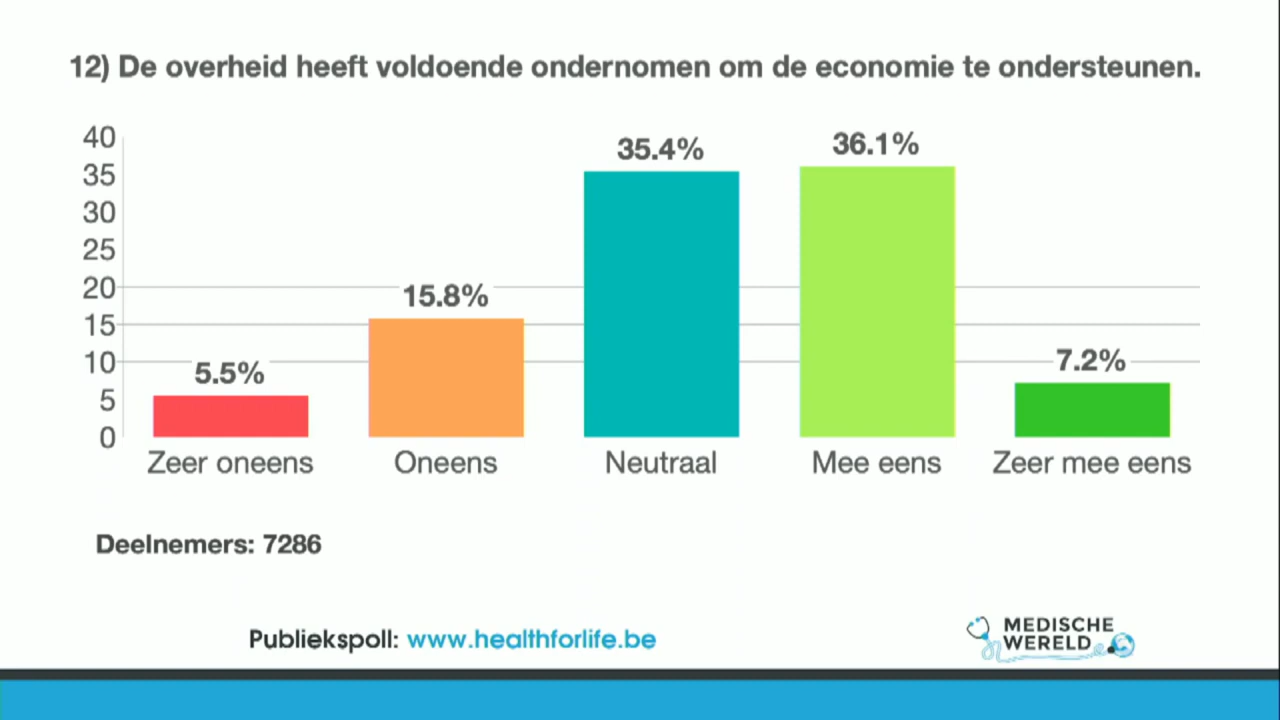 12) De overheid heeft voldoende ondernomen om de economie te ondersteunen.
40
35
30
25
20
15
10
5
0
5.5%
15.8%
35.4%
36.1%
7.2%
Zeer oneens
Oneens
Neutraal
Mee eens
Zeer mee eens
Deelnemers: 7286
Publiekspoll: www.healthforlife.be
MEDISCHE
WERELD